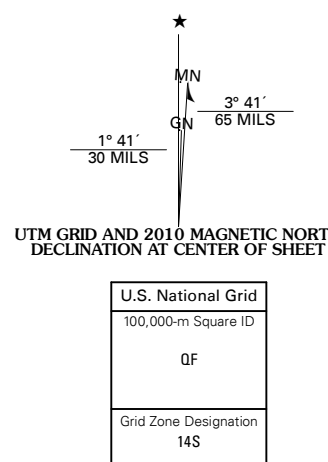 ★
MN
3° 41´
65 MILS
GN
1° 41´
30 MILS
UTM GRID AND 2010 MAGNETIC NORT
DECLINATION AT CENTER OF SHEET
U.S. National Grid
100,000-m Square ID
QF
Grid Zone Designation
14S